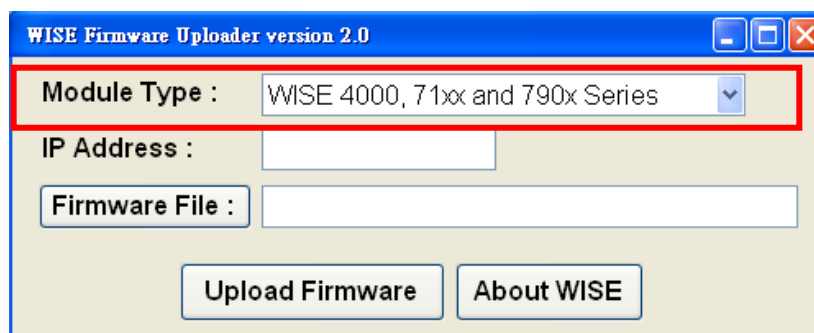 WISE Firmware Uploader version 2.0
Module Type : WISE 4000, 71xx and 790x Series
IP Address :
Firmware File :
Upload Firmware About WISE